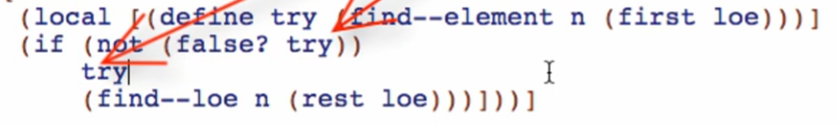 (local [(define try (find--element n (first loe)))]
(if (not (false? try))
try
(find--loe n (rest loe)))]))]